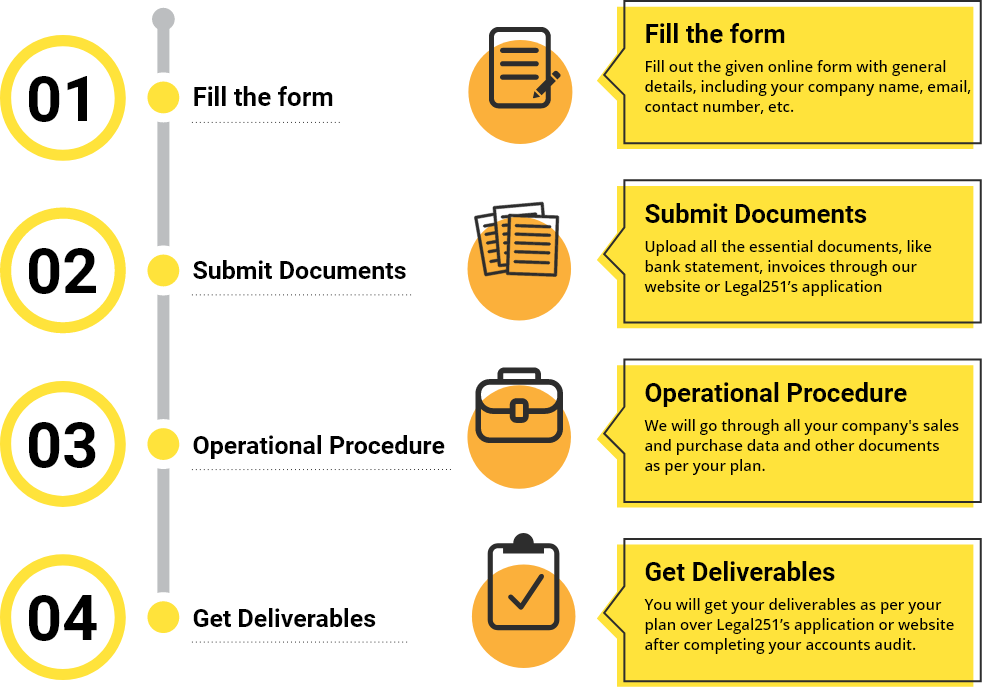 01
Fill the form
Fill the form
Fill out the given online form with general
details, including your company name, email,
contact number, etc.
02
Submit Documents
Submit Documents
Upload all the essential documents, like
bank statement, invoices through our
website or Legal251’s application
03
Operational Procedure
Operational Procedure
We will go through all your company's sales
and purchase data and other documents
as per your plan.
04
Get Deliverables
Get Deliverables
You will get your deliverables as per your
plan over Legal251’s application or website
after completing your accounts audit.